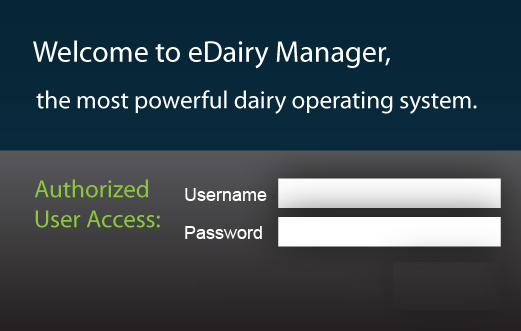 Welcome to eDairy Manager,
the most powerful dairy operating system.
Authorized
User Access:
Username
Password